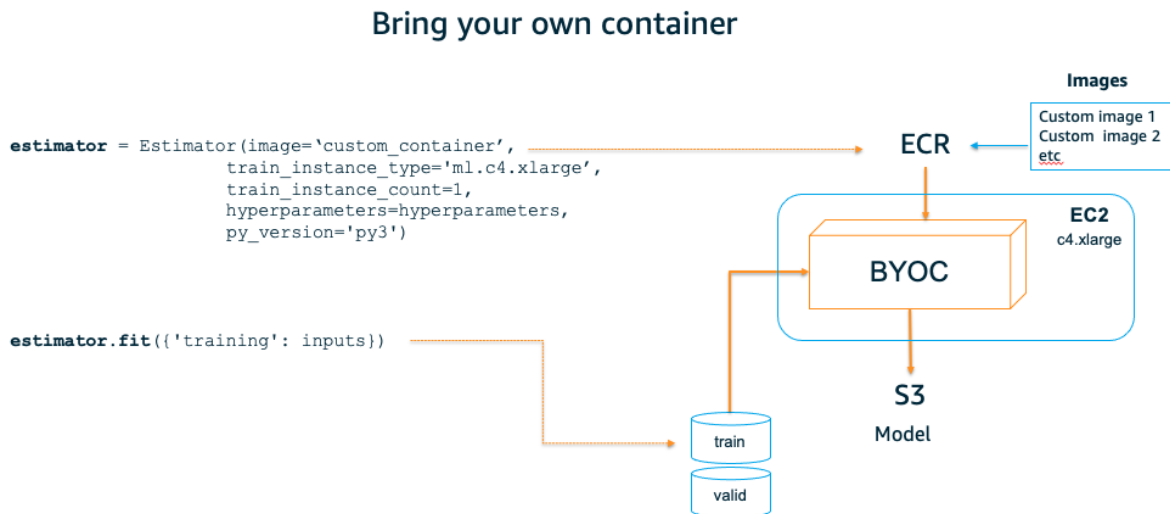 Bring your own container
Images
Custom image 1
Custom image 2
etc
estimator = Estimator(image=‘custom_container’,
train_instance_type='ml.c4.xlarge’,
train_instance_count=1,
hyperparameters=hyperparameters,
py_version='py3')
ECR
EC2
c4.xlarge
BYOC
estimator.fit({'training': inputs})
S3
Model
train
valid